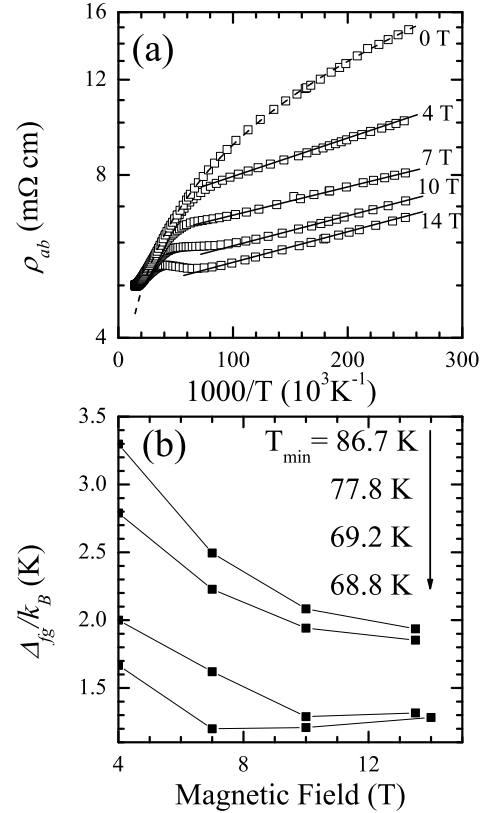 16
(a)
0 T
12
4 T
8
7 T
10 T
14 T
4
ρab (mΩ cm)
0 100 200 300
1000/T (10³K⁻¹)
3.5
(b)
Tmin= 86.7 K
3.0
77.8 K
2.5
69.2 K
2.0
68.8 K
1.5
Δfg/kB (K)
4 8 12
Magnetic Field (T)